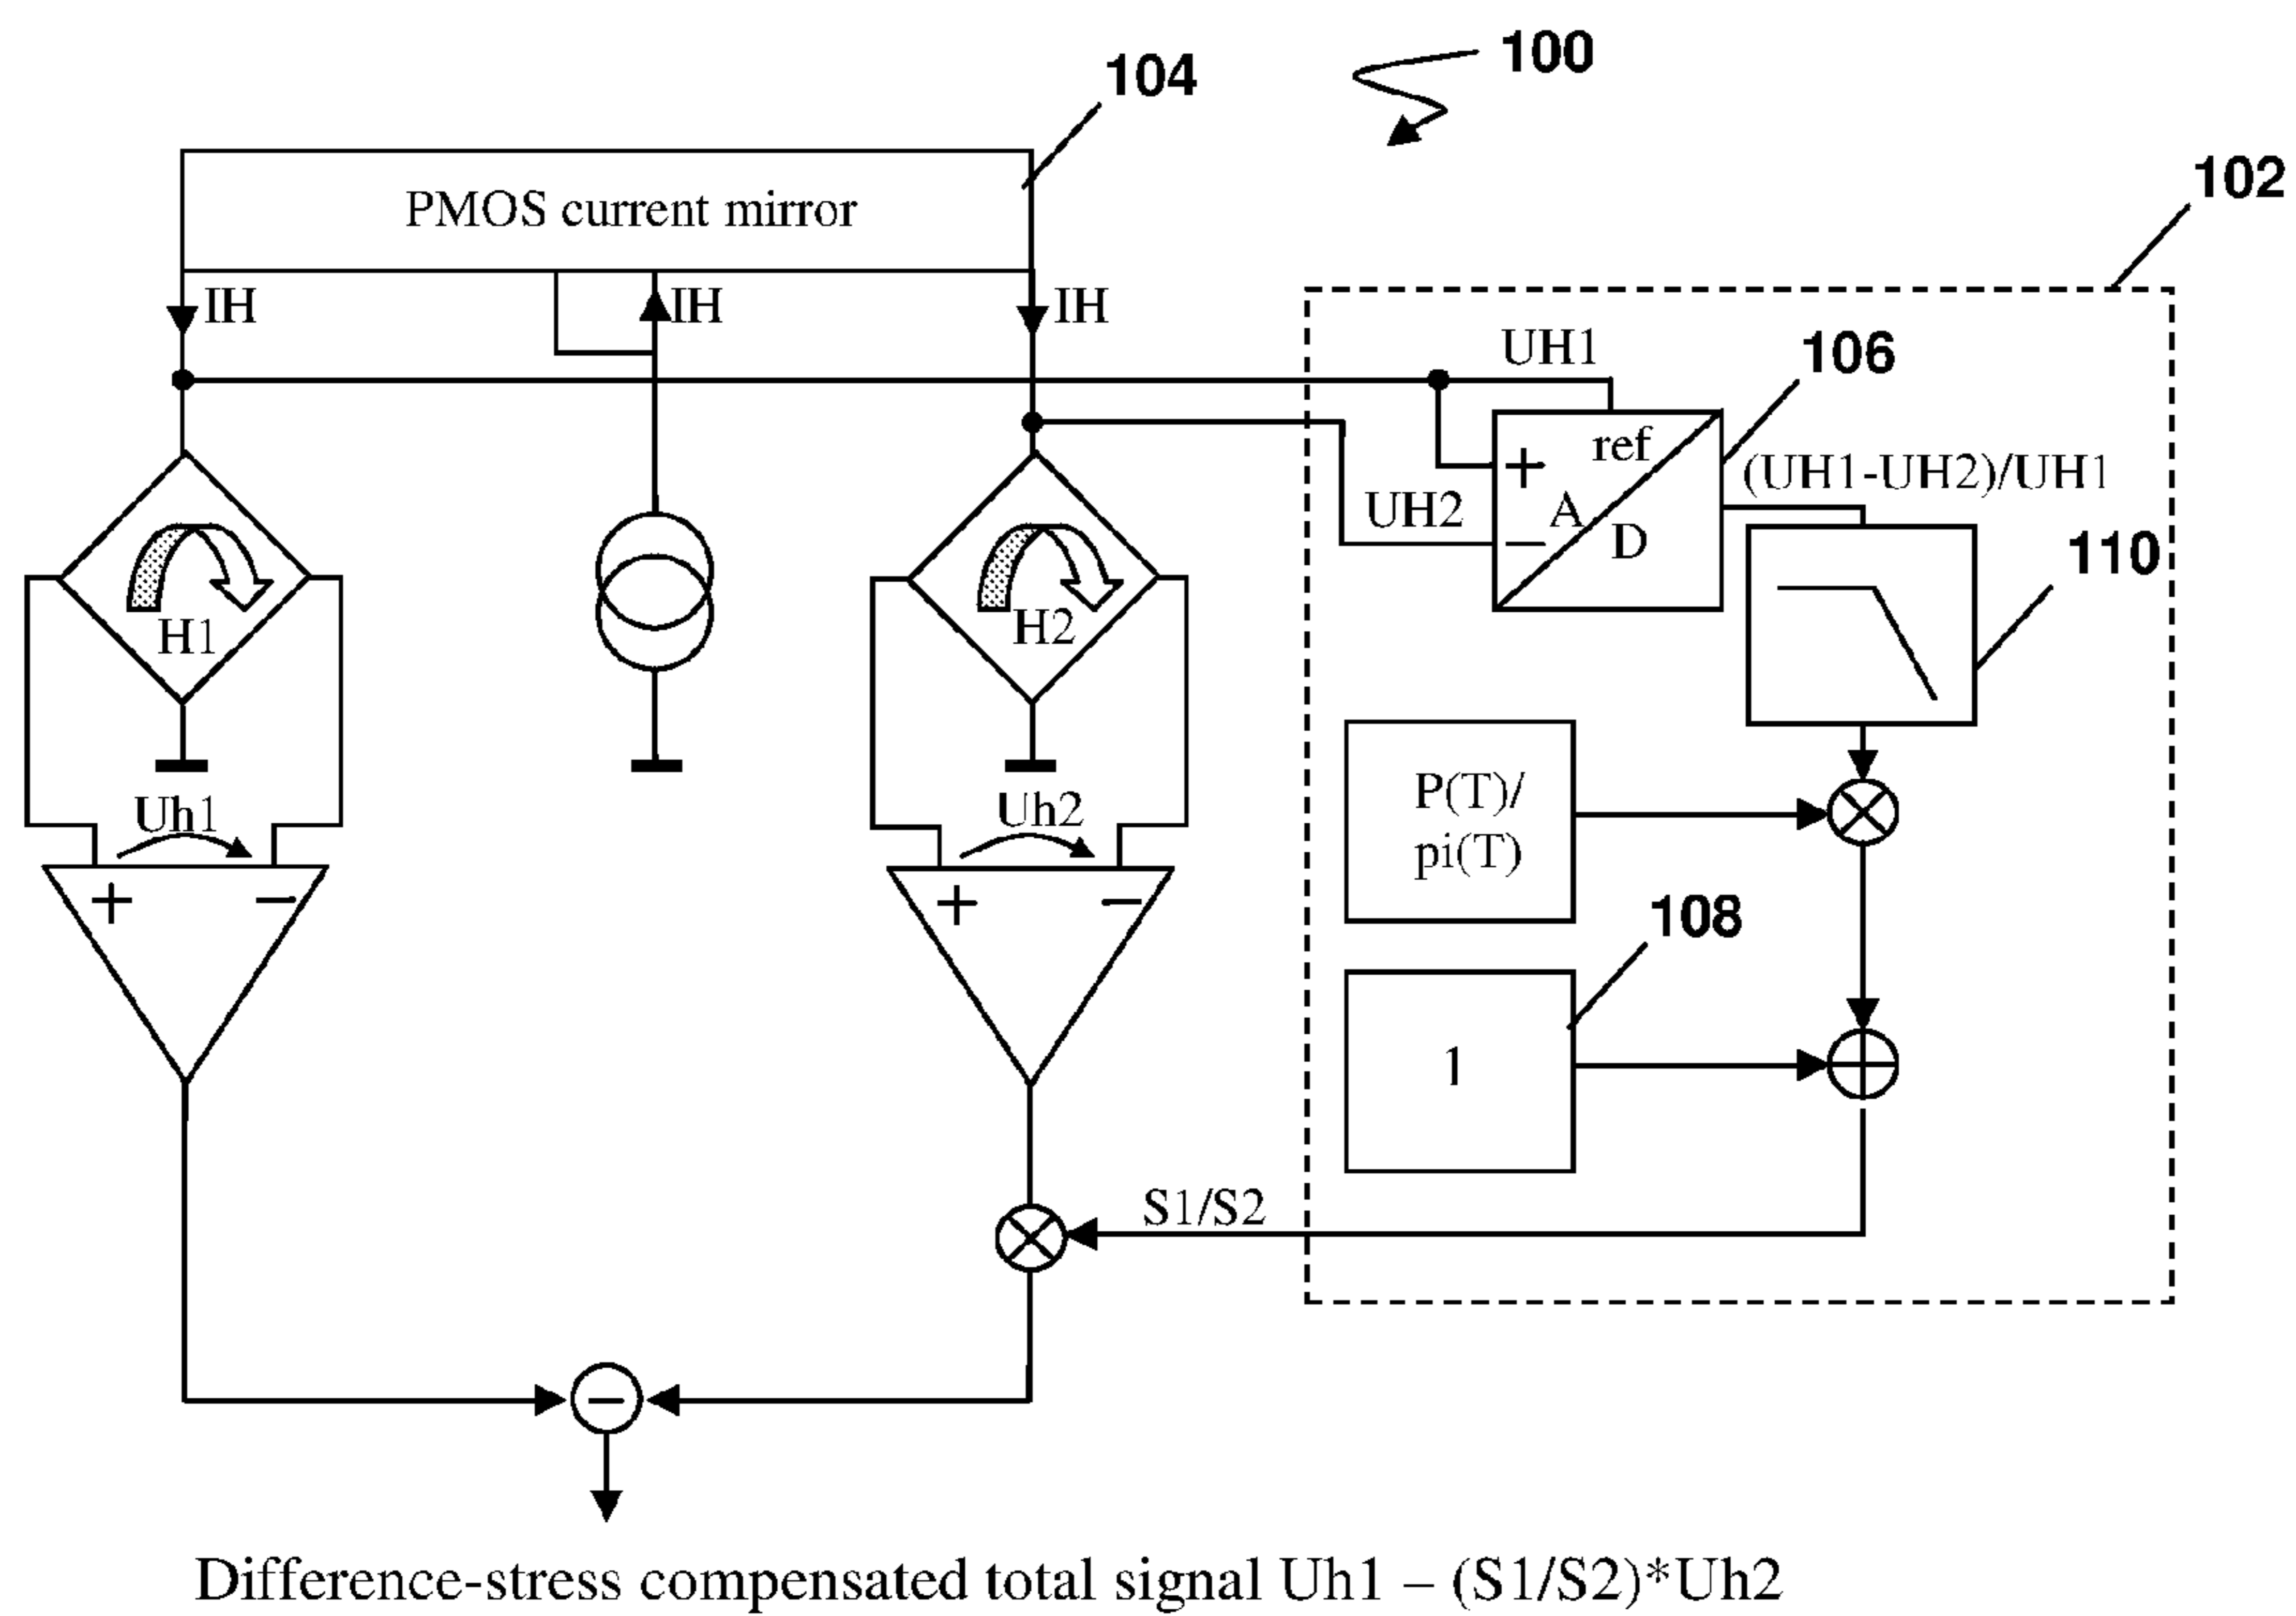 100
104
102
PMOS current mirror
IH
IH
IH
UH1
106
ref
+
(UH1-UH2)/UH1
UH2
A
D
−
110
H1
H2
P(T)/
pi(T)
Uh1
Uh2
+ −
+ −
108
1
S1/S2
−
Difference-stress compensated total signal Uh1 – (S1/S2)*Uh2